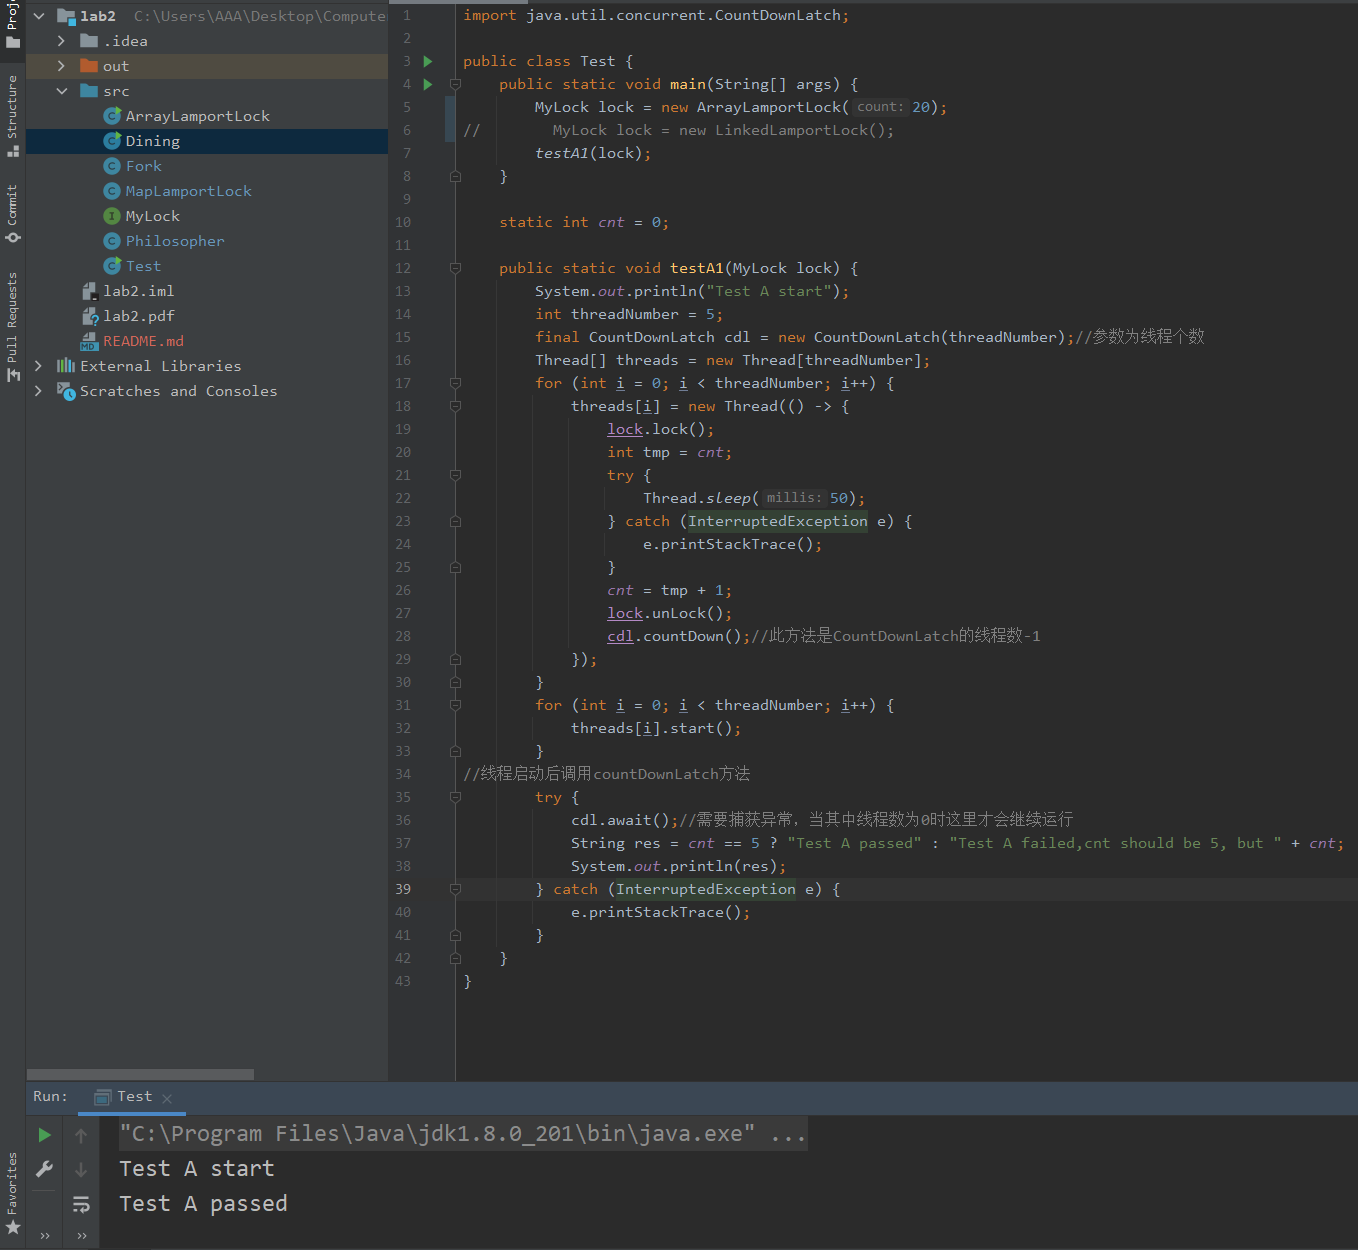 Proj
Structure
Commit
Pull Requests
Favorites
lab2 C:\Users\AAA\Desktop\Compute
.idea
out
src
ArrayLamportLock
Dining
Fork
MapLamportLock
MyLock
Philosopher
Test
lab2.iml
lab2.pdf
README.md
External Libraries
Scratches and Consoles
1 import java.util.concurrent.CountDownLatch;
2
3 public class Test {
4 public static void main(String[] args) {
5 MyLock lock = new ArrayLamportLock( count: 20);
6 // MyLock lock = new LinkedLamportLock();
7 testA1(lock);
8 }
9
10 static int cnt = 0;
11
12 public static void testA1(MyLock lock) {
13 System.out.println("Test A start");
14 int threadNumber = 5;
15 final CountDownLatch cdl = new CountDownLatch(threadNumber);//参数为线程个数
16 Thread[] threads = new Thread[threadNumber];
17 for (int i = 0; i < threadNumber; i++) {
18 threads[i] = new Thread(() -> {
19 lock.lock();
20 int tmp = cnt;
21 try {
22 Thread.sleep( millis: 50);
23 } catch (InterruptedException e) {
24 e.printStackTrace();
25 }
26 cnt = tmp + 1;
27 lock.unLock();
28 cdl.countDown();//此方法是CountDownLatch的线程数-1
29 });
30 }
31 for (int i = 0; i < threadNumber; i++) {
32 threads[i].start();
33 }
34 //线程启动后调用countDownLatch方法
35 try {
36 cdl.await();//需要捕获异常，当其中线程数为0时这里才会继续运行
37 String res = cnt == 5 ? "Test A passed" : "Test A failed,cnt should be 5, but " + cnt;
38 System.out.println(res);
39 } catch (InterruptedException e) {
40 e.printStackTrace();
41 }
42 }
43 }
Run: Test
"C:\Program Files\Java\jdk1.8.0_201\bin\java.exe" ...
Test A start
Test A passed